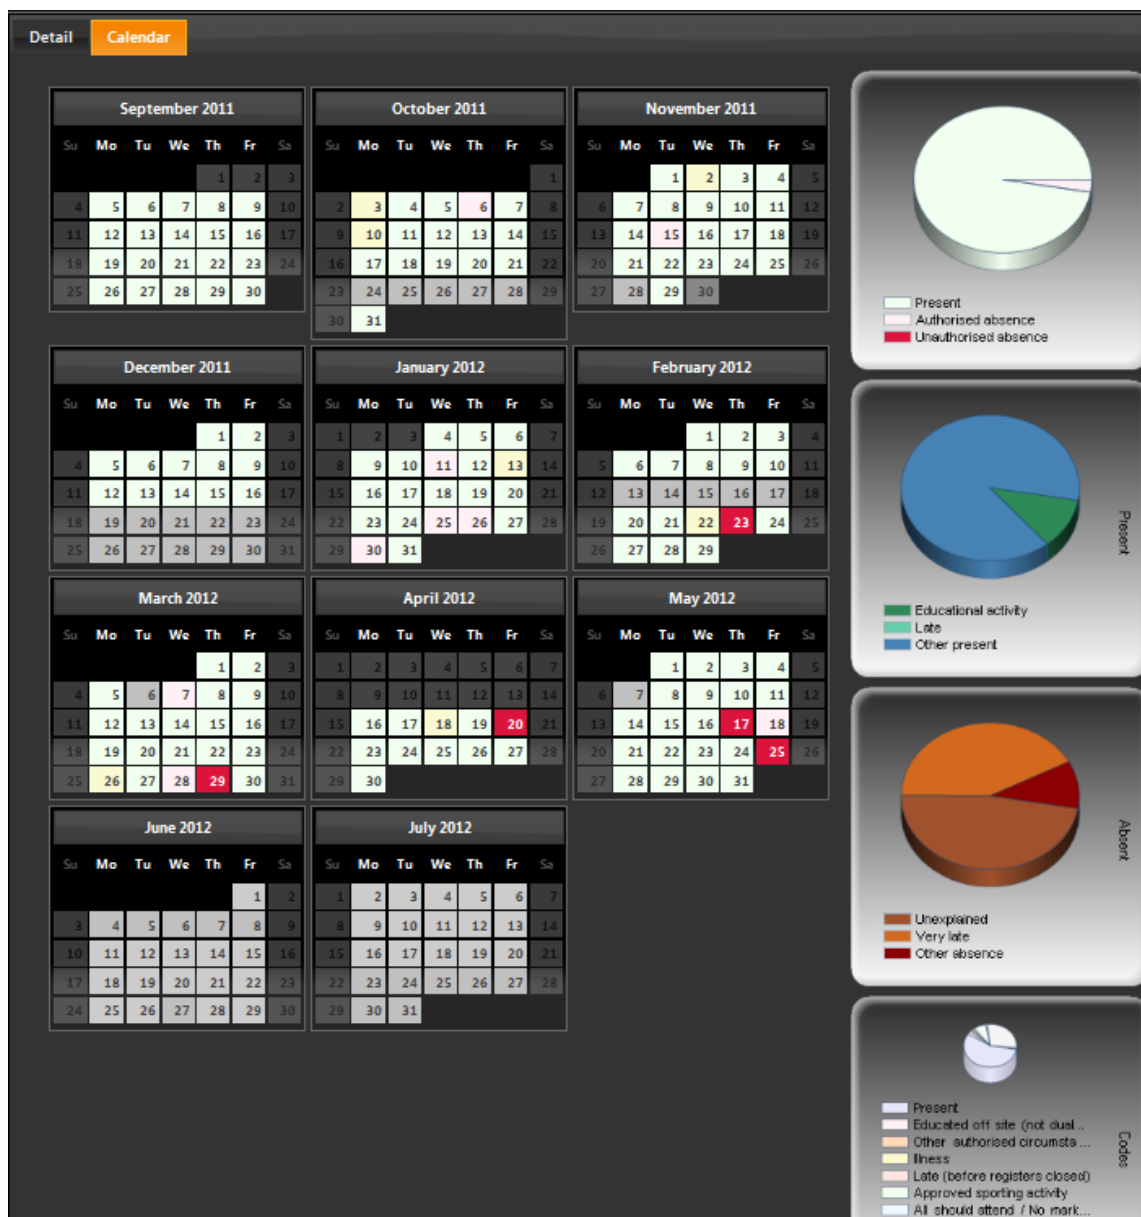 Detail Calendar
September 2011
Su Mo Tu We Th Fr Sa
1 2 3
4 5 6 7 8 9 10
11 12 13 14 15 16 17
18 19 20 21 22 23 24
25 26 27 28 29 30
October 2011
Su Mo Tu We Th Fr Sa
1
2 3 4 5 6 7 8
9 10 11 12 13 14 15
16 17 18 19 20 21 22
23 24 25 26 27 28 29
30 31
November 2011
Su Mo Tu We Th Fr Sa
1 2 3 4 5
6 7 8 9 10 11 12
13 14 15 16 17 18 19
20 21 22 23 24 25 26
27 28 29 30
December 2011
Su Mo Tu We Th Fr Sa
1 2 3
4 5 6 7 8 9 10
11 12 13 14 15 16 17
18 19 20 21 22 23 24
25 26 27 28 29 30 31
January 2012
Su Mo Tu We Th Fr Sa
1 2 3 4 5 6 7
8 9 10 11 12 13 14
15 16 17 18 19 20 21
22 23 24 25 26 27 28
29 30 31
February 2012
Su Mo Tu We Th Fr Sa
1 2 3 4
5 6 7 8 9 10 11
12 13 14 15 16 17 18
19 20 21 22 23 24 25
26 27 28 29
March 2012
Su Mo Tu We Th Fr Sa
1 2 3
4 5 6 7 8 9 10
11 12 13 14 15 16 17
18 19 20 21 22 23 24
25 26 27 28 29 30 31
April 2012
Su Mo Tu We Th Fr Sa
1 2 3 4 5 6 7
8 9 10 11 12 13 14
15 16 17 18 19 20 21
22 23 24 25 26 27 28
29 30
May 2012
Su Mo Tu We Th Fr Sa
1 2 3 4 5
6 7 8 9 10 11 12
13 14 15 16 17 18 19
20 21 22 23 24 25 26
27 28 29 30 31
June 2012
Su Mo Tu We Th Fr Sa
1 2
3 4 5 6 7 8 9
10 11 12 13 14 15 16
17 18 19 20 21 22 23
24 25 26 27 28 29 30
July 2012
Su Mo Tu We Th Fr Sa
1 2 3 4 5 6 7
8 9 10 11 12 13 14
15 16 17 18 19 20 21
22 23 24 25 26 27 28
29 30 31
Present
Authorised absence
Unauthorised absence
Present
Educational activity
Late
Other present
Absent
Unexplained
Very late
Other absence
Codes
Present
Educated off site (not dual...
Other authorised circumsta ...
Illness
Late (before registers closed)
Approved sporting activity
All should attend / No mark...